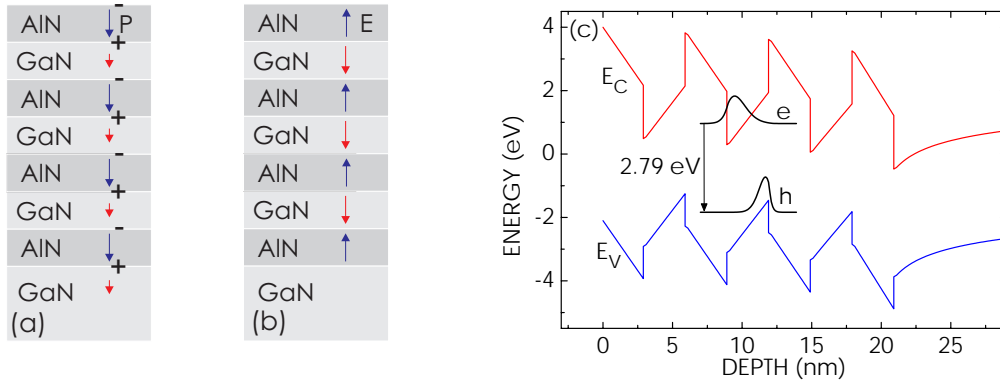 AlN P
GaN
AlN
GaN
AlN
GaN
AlN
GaN
(a)
- + - + - + - +
AlN E
GaN
AlN
GaN
AlN
GaN
AlN
GaN
(b)
(c)
ENERGY (eV)
4
2
0
-2
-4
E_C
e
2.79 eV
h
E_V
0 5 10 15 20 25
DEPTH (nm)